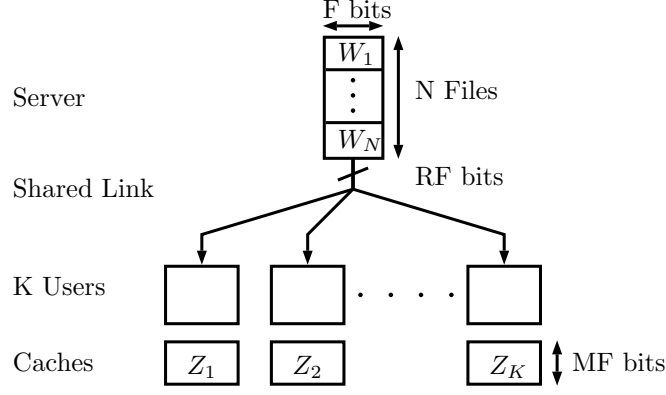 F bits
W_1
Server
N Files
W_N
RF bits
Shared Link
K Users
Caches
Z_1
Z_2
Z_K
MF bits